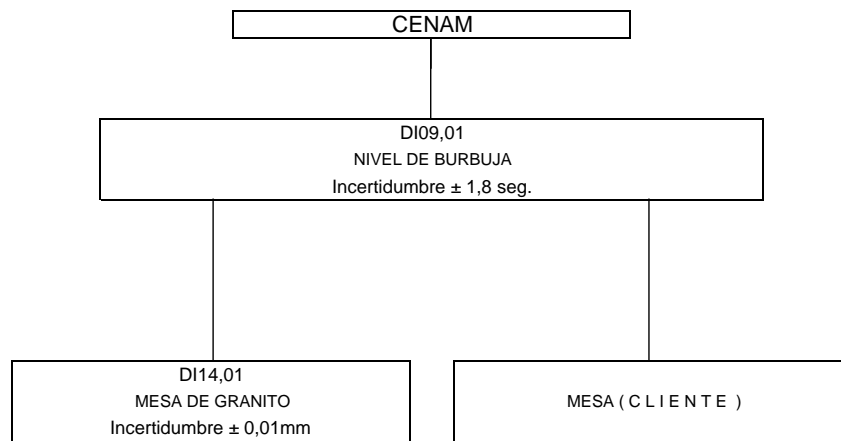 CENAM
DI09,01
NIVEL DE BURBUJA
Incertidumbre ± 1,8 seg.
DI14,01
MESA DE GRANITO
Incertidumbre ± 0,01mm
MESA ( C L I E N T E )